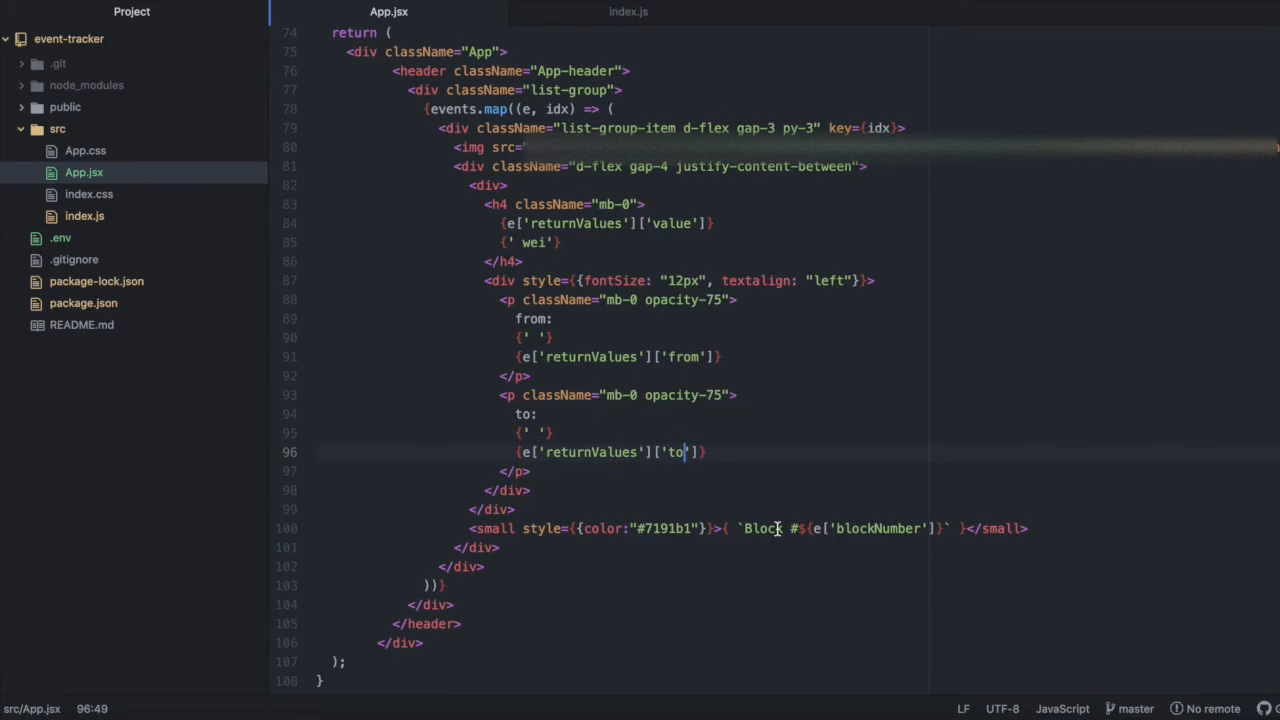 Project
App.jsx
index.js
event-tracker
.git
node_modules
public
src
App.css
App.jsx
index.css
index.js
.env
.gitignore
package-lock.json
package.json
README.md
74 return (
75 <div className="App">
76 <header className="App-header">
77 <div className="list-group">
78 {events.map((e, idx) => (
79 <div className="list-group-item d-flex gap-3 py-3" key={idx}>
80 <img src="
81 <div className="d-flex gap-4 justify-content-between">
82 <div>
83 <h4 className="mb-0">
84 {e['returnValues']['value']}
85 {' wei'}
86 </h4>
87 <div style={{fontSize: "12px", textalign: "left"}}>
88 <p className="mb-0 opacity-75">
89 from:
90 {' '}
91 {e['returnValues']['from']}
92 </p>
93 <p className="mb-0 opacity-75">
94 to:
95 {' '}
96 {e['returnValues']['to']}
97 </p>
98 </div>
99 </div>
100 <small style={{color:"#7191b1"}}>{ `Block #${e['blockNumber']}` }</small>
101 </div>
102 </div>
103 ))}
104 </div>
105 </header>
106 </div>
107 );
108 }
src/App.jsx 96:49
LF UTF-8 JavaScript master No remote